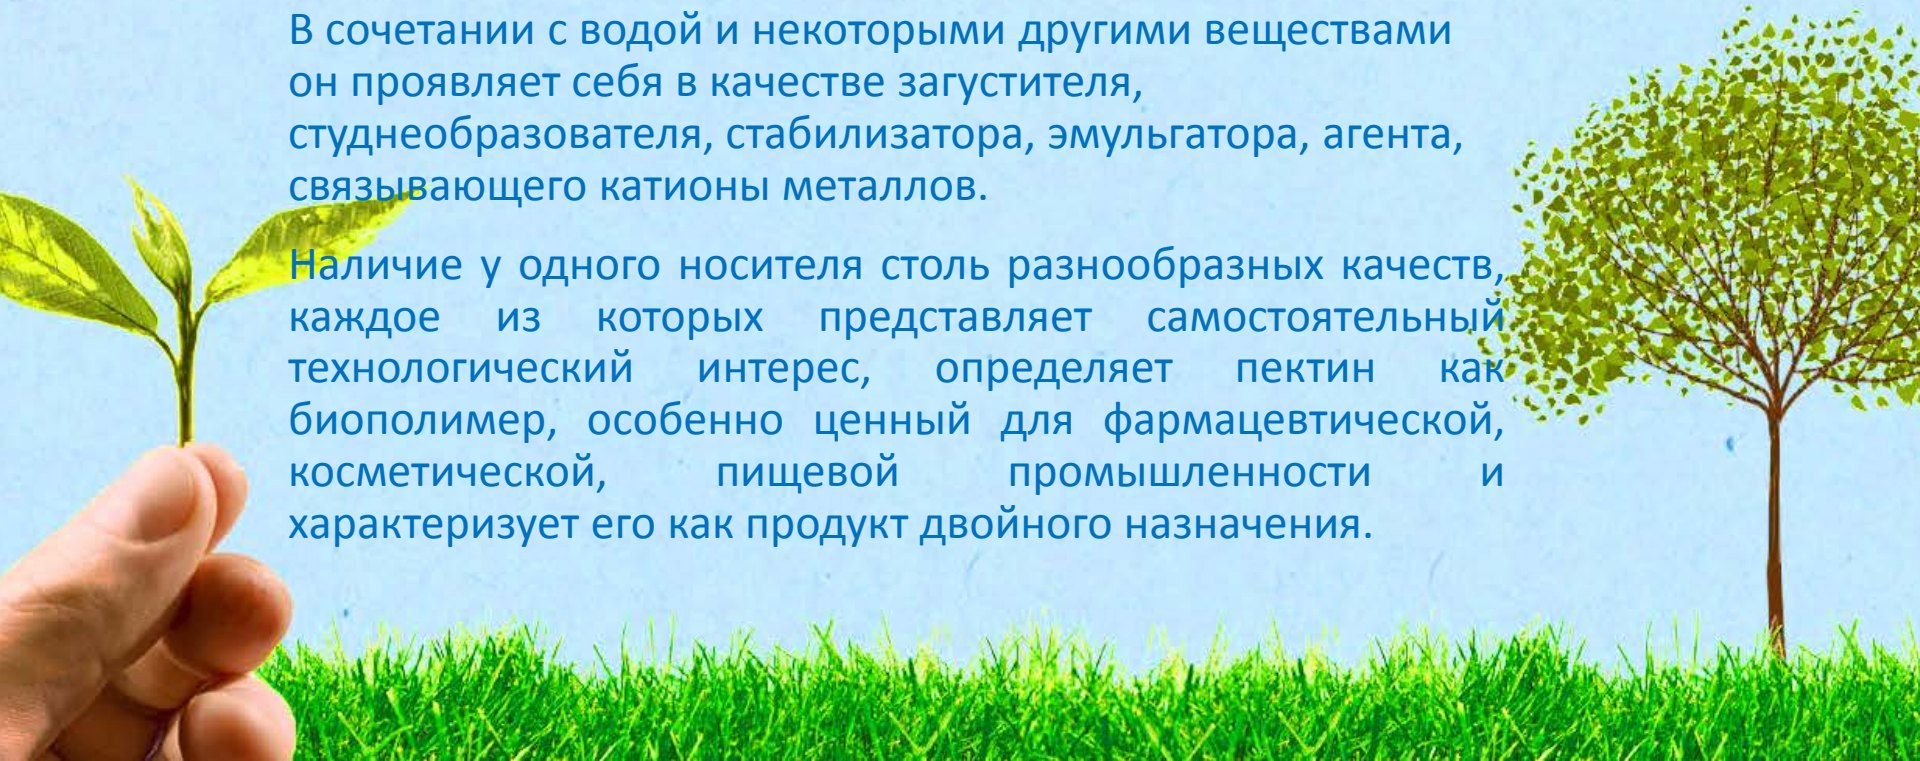 В сочетании с водой и некоторыми другими веществами
он проявляет себя в качестве загустителя,
студнеобразователя, стабилизатора, эмульгатора, агента,
связывающего катионы металлов.
Наличие у одного носителя столь разнообразных качеств,
каждое из которых представляет самостоятельный
технологический интерес, определяет пектин как
биополимер, особенно ценный для фармацевтической,
косметической, пищевой промышленности и
характеризует его как продукт двойного назначения.